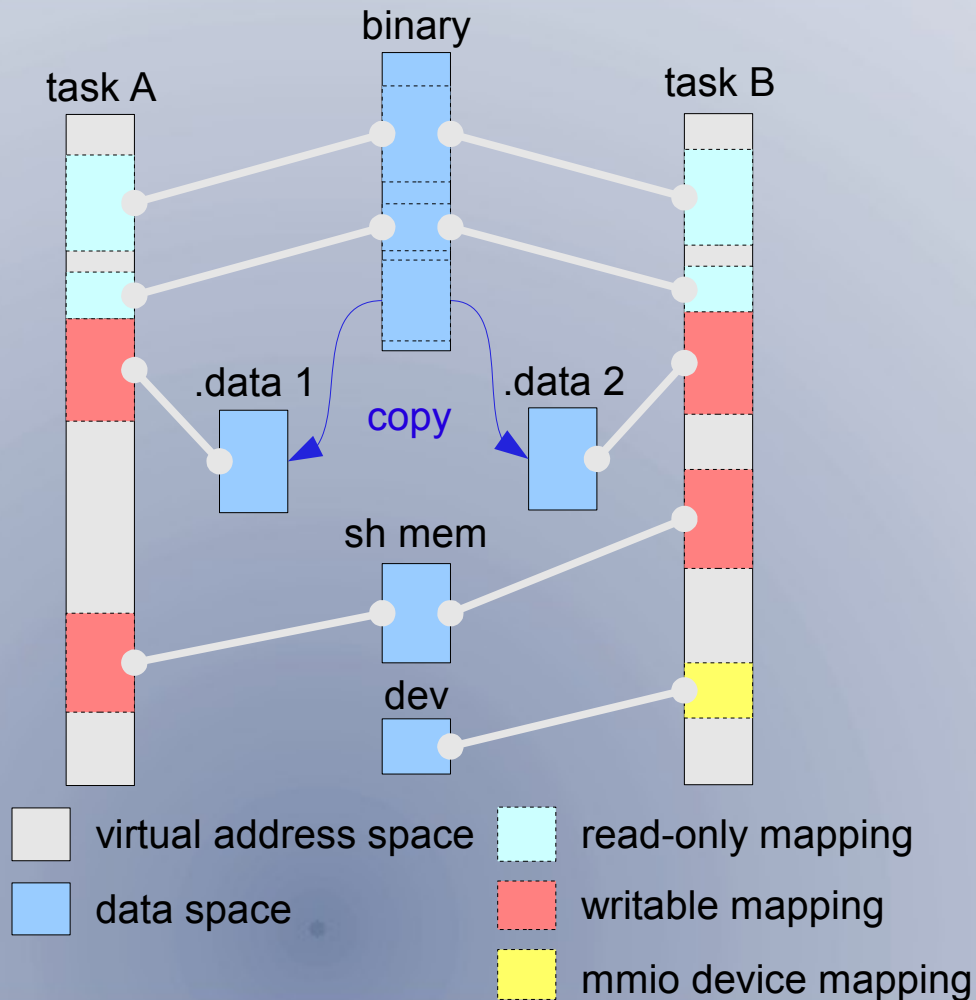 binary
task A
task B
.data 1
.data 2
copy
sh mem
dev
virtual address space
read-only mapping
data space
writable mapping
mmio device mapping